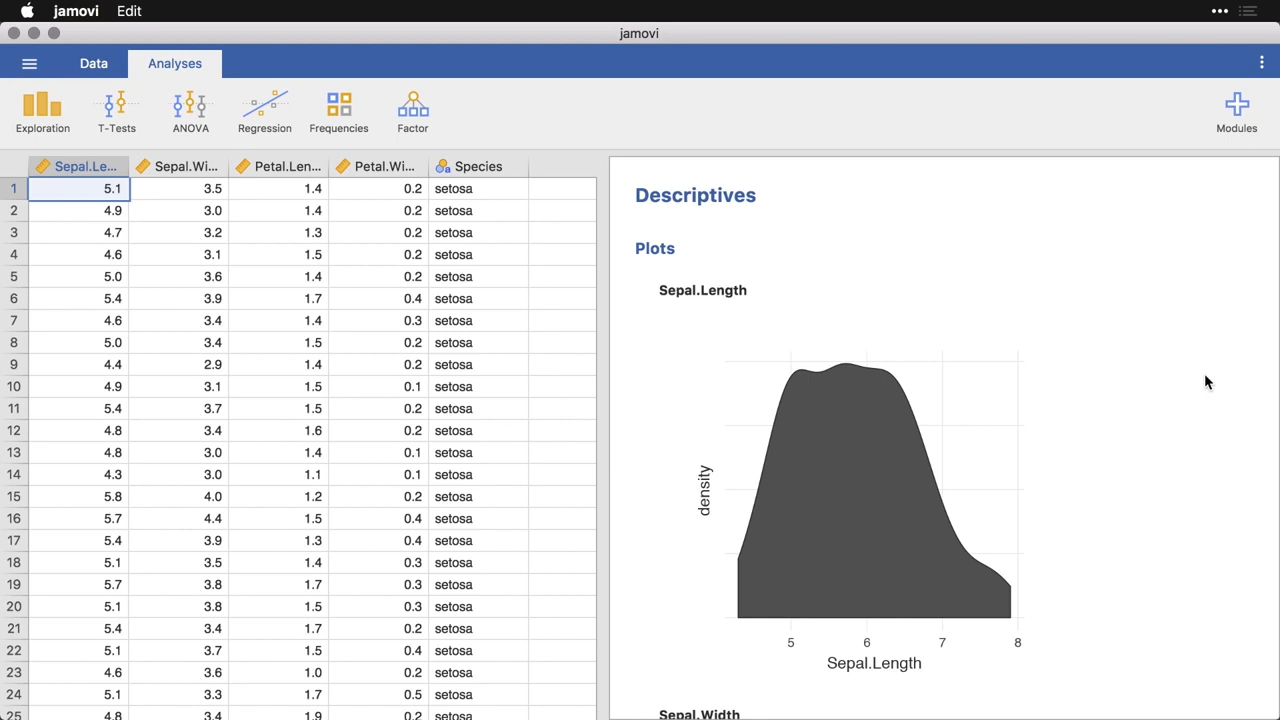 jamovi Edit
jamovi
Data Analyses
Exploration T-Tests ANOVA Regression Frequencies Factor Modules
Sepal.Le... Sepal.Wi... Petal.Len... Petal.Wi... Species
1 5.1 3.5 1.4 0.2 setosa
2 4.9 3.0 1.4 0.2 setosa
3 4.7 3.2 1.3 0.2 setosa
4 4.6 3.1 1.5 0.2 setosa
5 5.0 3.6 1.4 0.2 setosa
6 5.4 3.9 1.7 0.4 setosa
7 4.6 3.4 1.4 0.3 setosa
8 5.0 3.4 1.5 0.2 setosa
9 4.4 2.9 1.4 0.2 setosa
10 4.9 3.1 1.5 0.1 setosa
11 5.4 3.7 1.5 0.2 setosa
12 4.8 3.4 1.6 0.2 setosa
13 4.8 3.0 1.4 0.1 setosa
14 4.3 3.0 1.1 0.1 setosa
15 5.8 4.0 1.2 0.2 setosa
16 5.7 4.4 1.5 0.4 setosa
17 5.4 3.9 1.3 0.4 setosa
18 5.1 3.5 1.4 0.3 setosa
19 5.7 3.8 1.7 0.3 setosa
20 5.1 3.8 1.5 0.3 setosa
21 5.4 3.4 1.7 0.2 setosa
22 5.1 3.7 1.5 0.4 setosa
23 4.6 3.6 1.0 0.2 setosa
24 5.1 3.3 1.7 0.5 setosa
25 4.8 3.4 1.9 0.2 setosa
Descriptives
Plots
Sepal.Length
density
5 6 7 8
Sepal.Length
Sepal.Width